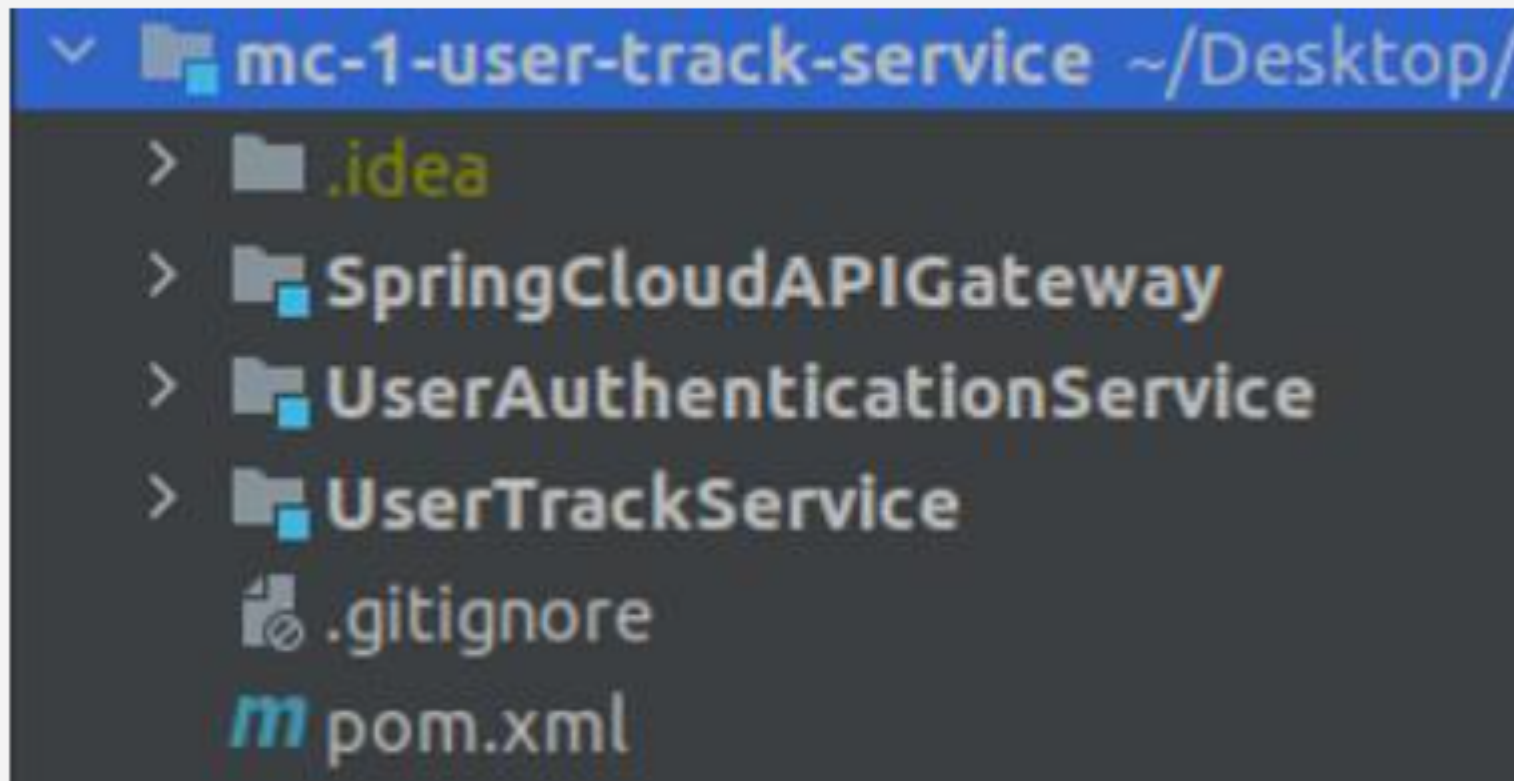 mc-1-user-track-service ~/Desktop/
.idea
SpringCloudAPIGateway
UserAuthenticationService
UserTrackService
.gitignore
pom.xml